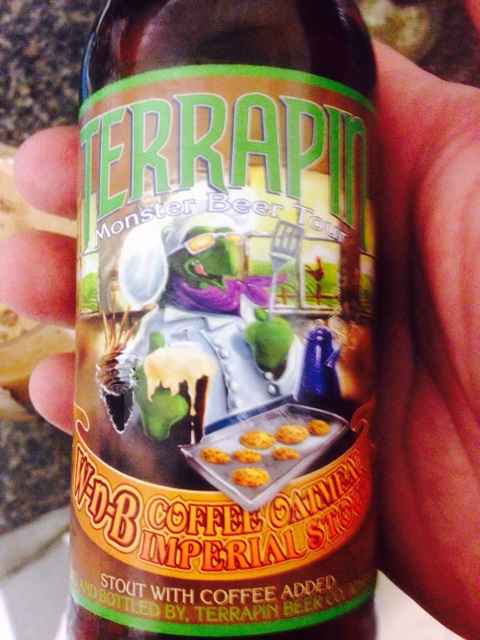 TERRAPIN
Monster Beer Tour
W-D-B COFFEE OATMEAL
IMPERIAL STOUT
STOUT WITH COFFEE ADDED
AND BOTTLED BY, TERRAPIN BEER CO.